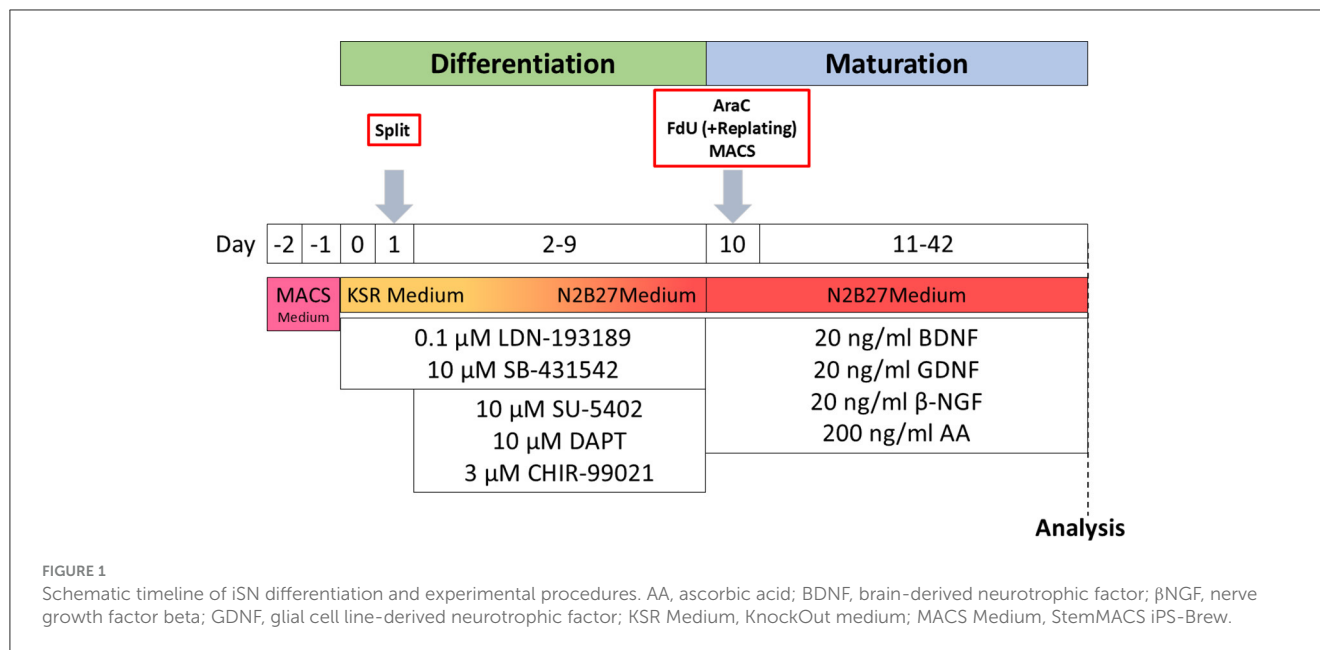 Differentiation
Maturation
Split
AraC
FdU (+Replating)
MACS
Day -2 -1 0 1 2-9 10 11-42
MACS
Medium
KSR Medium
N2B27Medium
N2B27Medium
0.1 µM LDN-193189
10 µM SB-431542
10 µM SU-5402
10 µM DAPT
3 µM CHIR-99021
20 ng/ml BDNF
20 ng/ml GDNF
20 ng/ml β-NGF
200 ng/ml AA
Analysis
FIGURE 1
Schematic timeline of iSN differentiation and experimental procedures. AA, ascorbic acid; BDNF, brain-derived neurotrophic factor; βNGF, nerve
growth factor beta; GDNF, glial cell line-derived neurotrophic factor; KSR Medium, KnockOut medium; MACS Medium, StemMACS iPS-Brew.